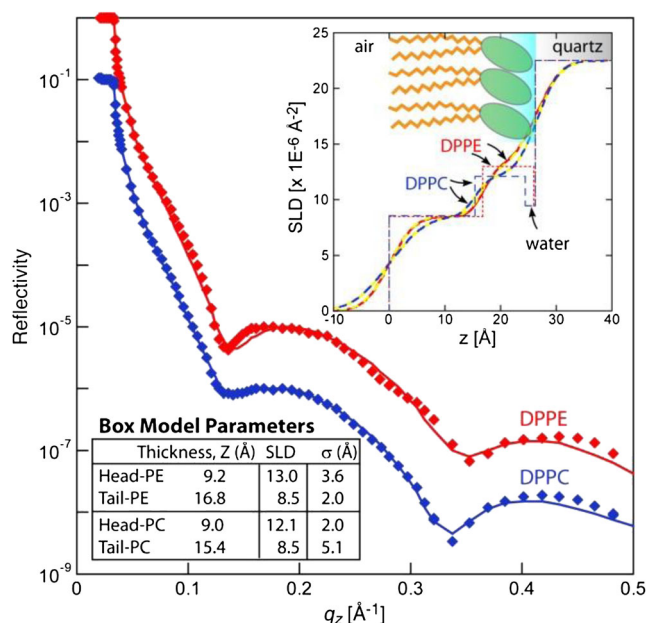 air
quartz
25
20
15
10
5
0
SLD [x 1E-6 Å-2]
DPPE
DPPC
water
-10 0 10 20 30 40
z [Å]
Reflectivity
10-1
10-3
10-5
10-7
10-9
DPPE
DPPC
Box Model Parameters
Thickness, Z (Å) SLD σ (Å)
Head-PE 9.2 13.0 3.6
Tail-PE 16.8 8.5 2.0
Head-PC 9.0 12.1 2.0
Tail-PC 15.4 8.5 5.1
0 0.1 0.2 0.3 0.4 0.5
qz [Å-1]